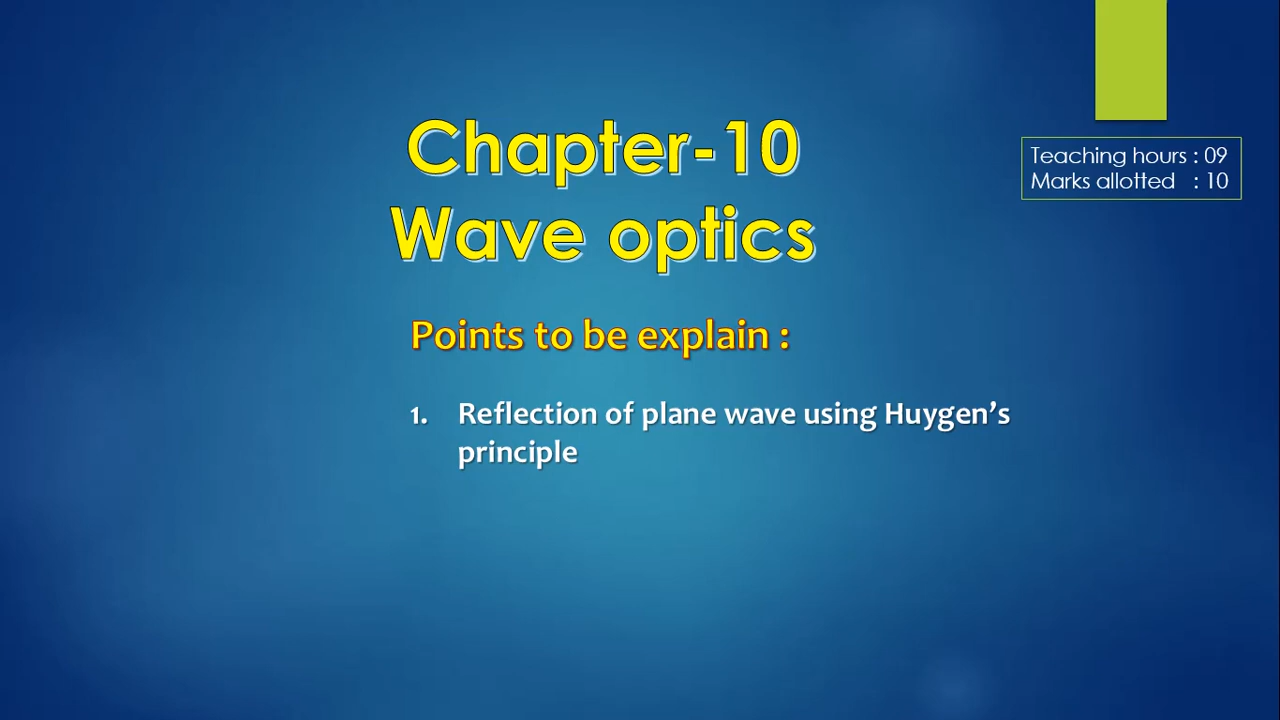 Chapter-10
Wave optics
Teaching hours : 09
Marks allotted : 10
Points to be explain :
1. Reflection of plane wave using Huygen’s
principle